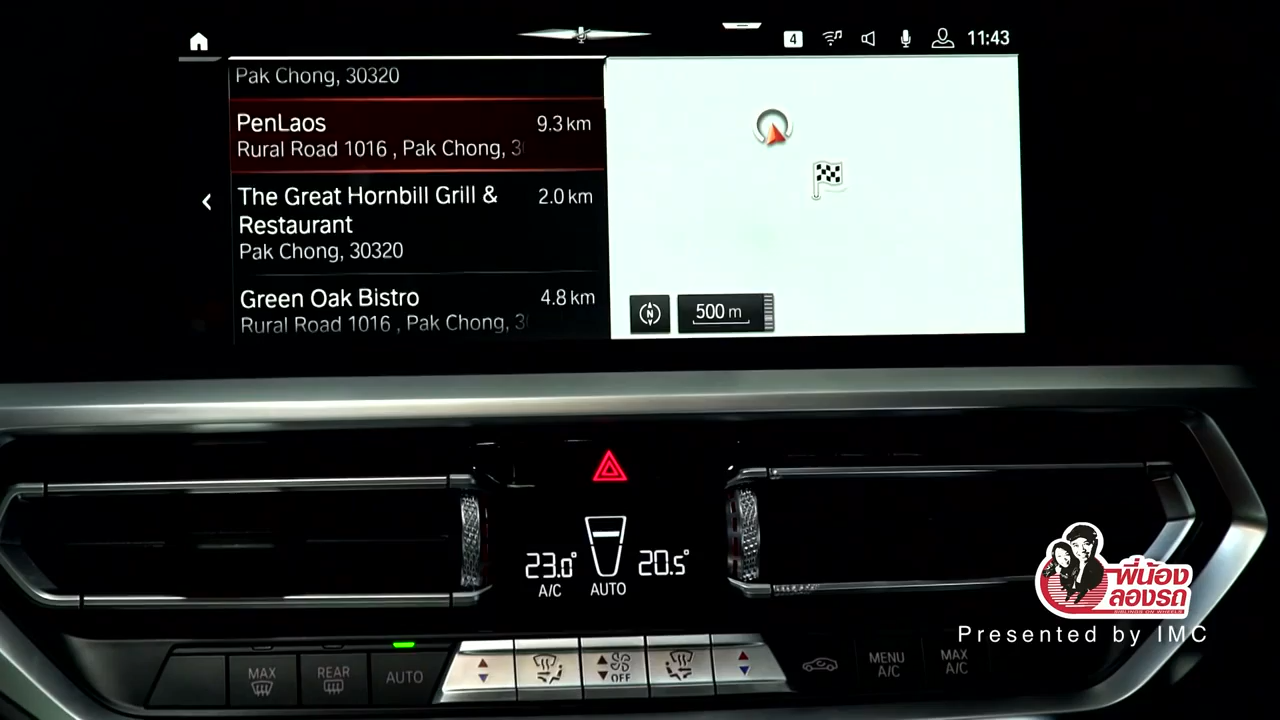 4
11:43
Pak Chong, 30320
PenLaos 9.3 km
Rural Road 1016 , Pak Chong, 3
The Great Hornbill Grill & 2.0 km
Restaurant
Pak Chong, 30320
Green Oak Bistro 4.8 km
Rural Road 1016 , Pak Chong, 3
N
500 m
23.0° 20.5°
A/C AUTO
MAX
REAR
AUTO
OFF
MENU
A/C
MAX
A/C
พี่น้อง
ลองรถ
SIBLINGS ON WHEELS
Presented by IMC